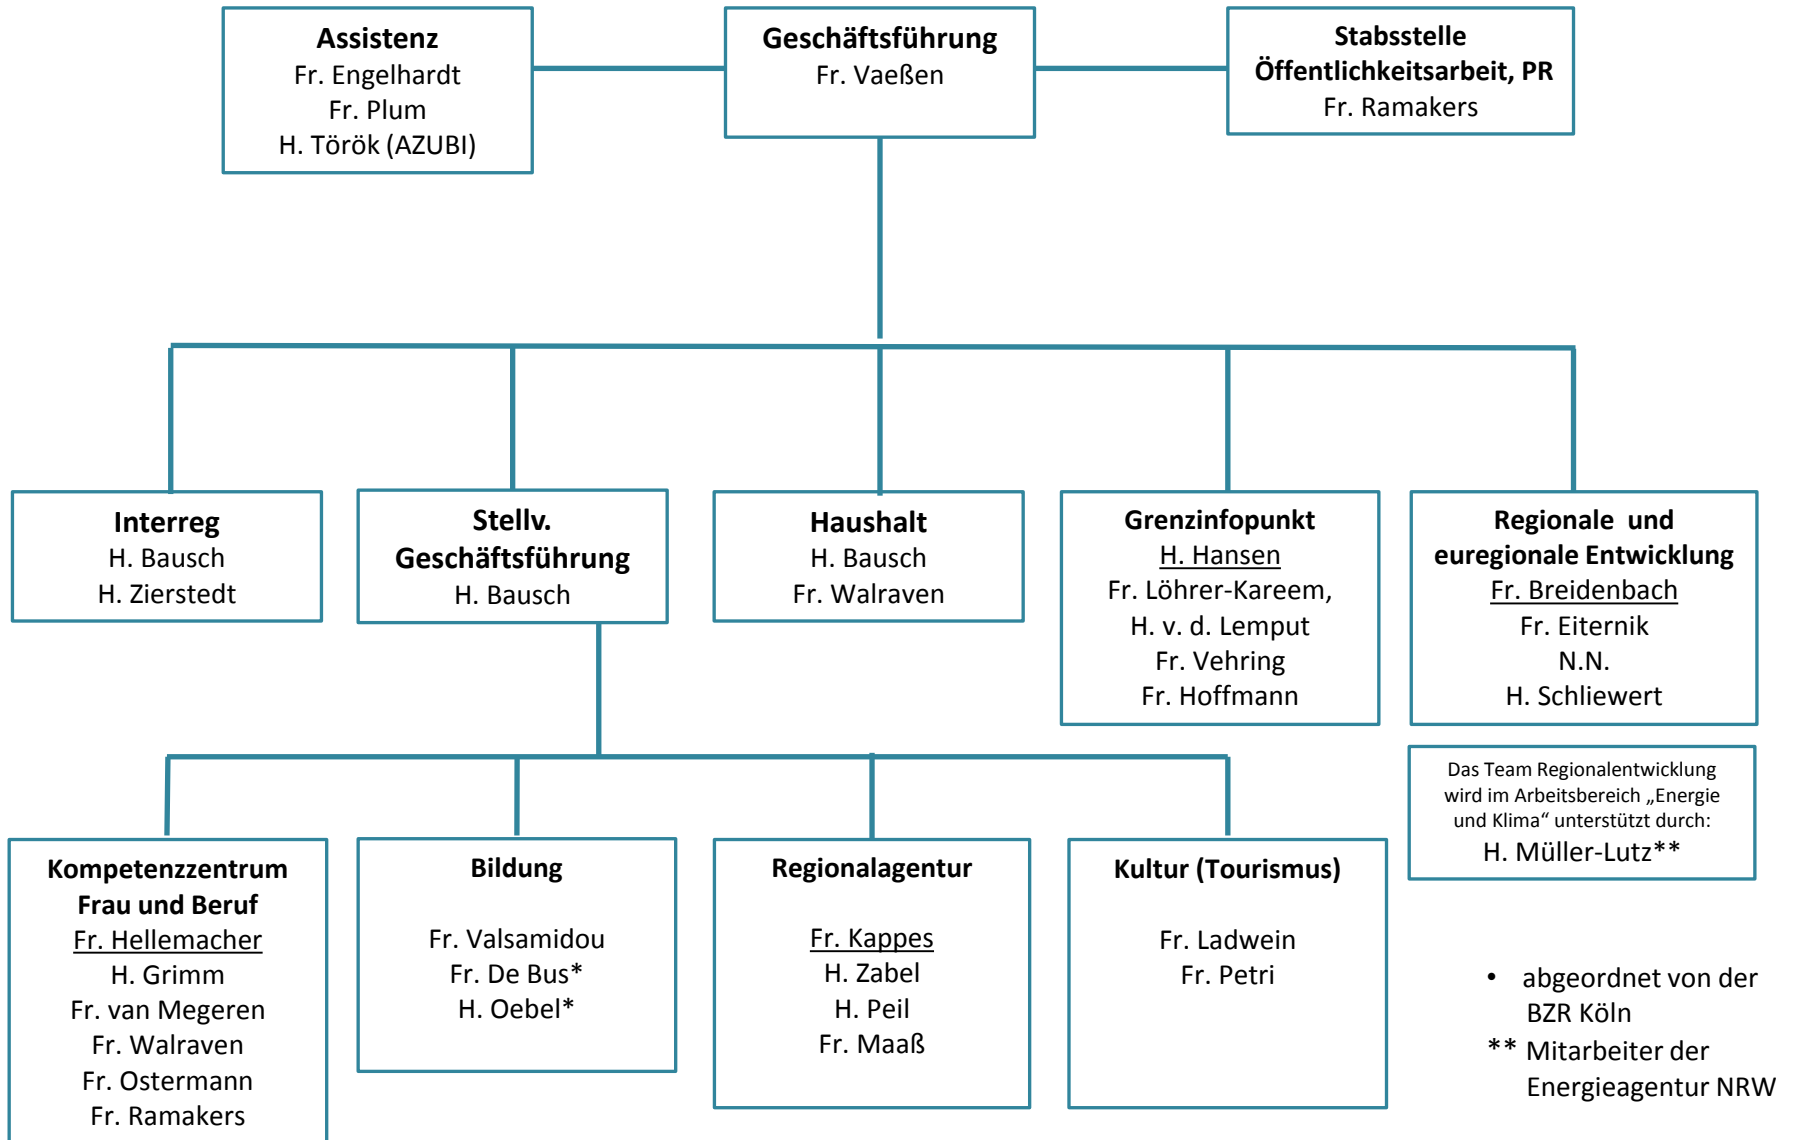 Assistenz
Fr. Engelhardt
Fr. Plum
H. Török (AZUBI)
Geschäftsführung
Fr. Vaeßen
Stabsstelle
Öffentlichkeitsarbeit, PR
Fr. Ramakers
Interreg
H. Bausch
H. Zierstedt
Stellv.
Geschäftsführung
H. Bausch
Haushalt
H. Bausch
Fr. Walraven
Grenzinfopunkt
H. Hansen
Fr. Löhrer-Kareem,
H. v. d. Lemput
Fr. Vehring
Fr. Hoffmann
Regionale und
euregionale Entwicklung
Fr. Breidenbach
Fr. Eiternik
N.N.
H. Schliewert
Das Team Regionalentwicklung
wird im Arbeitsbereich „Energie
und Klima“ unterstützt durch:
H. Müller-Lutz**
Kompetenzzentrum
Frau und Beruf
Fr. Hellemacher
H. Grimm
Fr. van Megeren
Fr. Walraven
Fr. Ostermann
Fr. Ramakers
Bildung
Fr. Valsamidou
Fr. De Bus*
H. Oebel*
Regionalagentur
Fr. Kappes
H. Zabel
H. Peil
Fr. Maaß
Kultur (Tourismus)
Fr. Ladwein
Fr. Petri
• abgeordnet von der
BZR Köln
** Mitarbeiter der
Energieagentur NRW